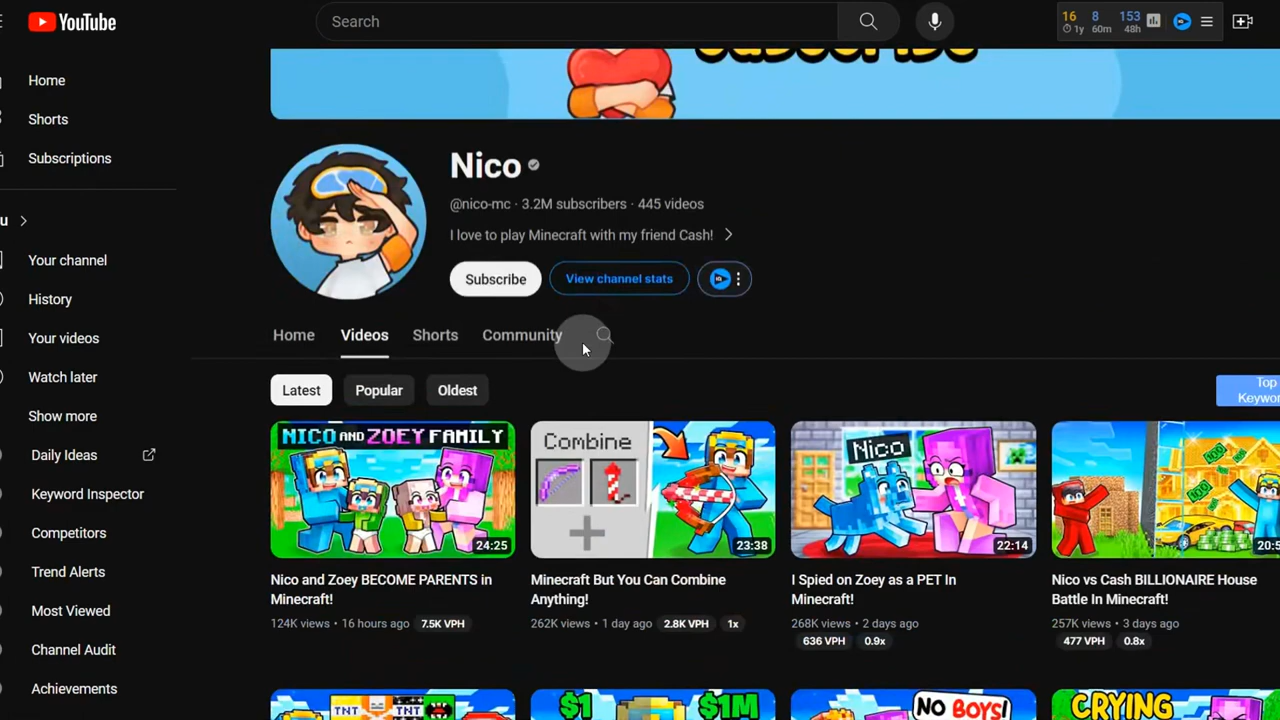 YouTube
Search
16 8 153
1y 60m 48h
SUBSCRIBE
Home
Shorts
Subscriptions
u
Your channel
History
Your videos
Watch later
Show more
Daily Ideas
Keyword Inspector
Competitors
Trend Alerts
Most Viewed
Channel Audit
Achievements
Nico
@nico-mc · 3.2M subscribers · 445 videos
I love to play Minecraft with my friend Cash!
Subscribe
View channel stats
IQ
Home Videos Shorts Community
Latest Popular Oldest
Top
Keywor
NICO AND ZOEY FAMILY
24:25
Nico and Zoey BECOME PARENTS in
Minecraft!
124K views • 16 hours ago 7.5K VPH
Combine
23:38
Minecraft But You Can Combine
Anything!
262K views • 1 day ago 2.8K VPH 1x
Nico
22:14
I Spied on Zoey as a PET In
Minecraft!
268K views • 2 days ago
636 VPH 0.9x
20:5
Nico vs Cash BILLIONAIRE House
Battle In Minecraft!
257K views • 3 days ago
477 VPH 0.8x
TNT TNT
$1 $1M
NO BOYS!
CRYING